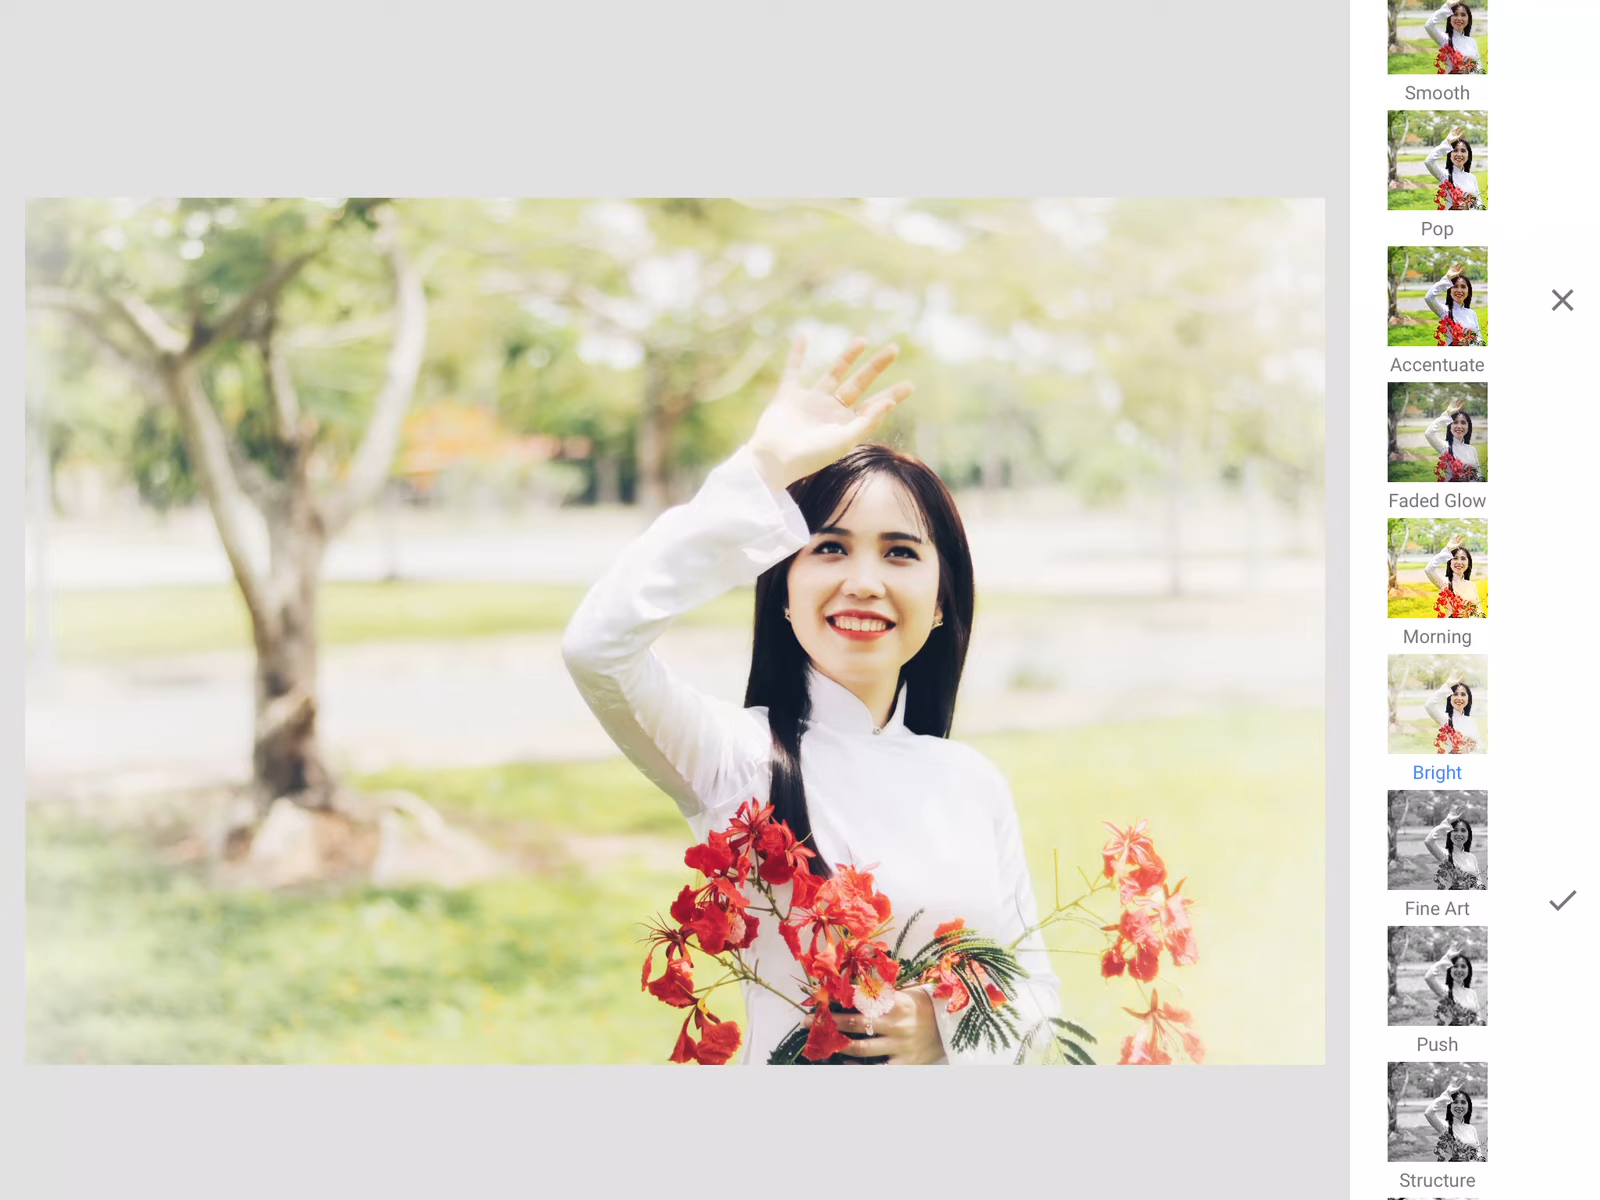 Smooth
Pop
Accentuate
Faded Glow
Morning
Bright
Fine Art
Push
Structure